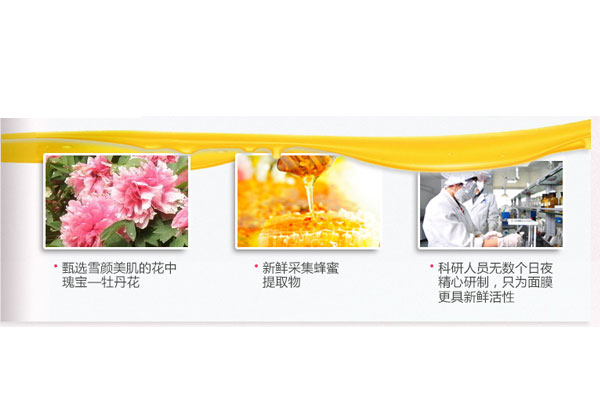 甄选雪颜美肌的花中
瑰宝—牡丹花
新鲜采集蜂蜜
提取物
科研人员无数个日夜
精心研制，只为面膜
更具新鲜活性